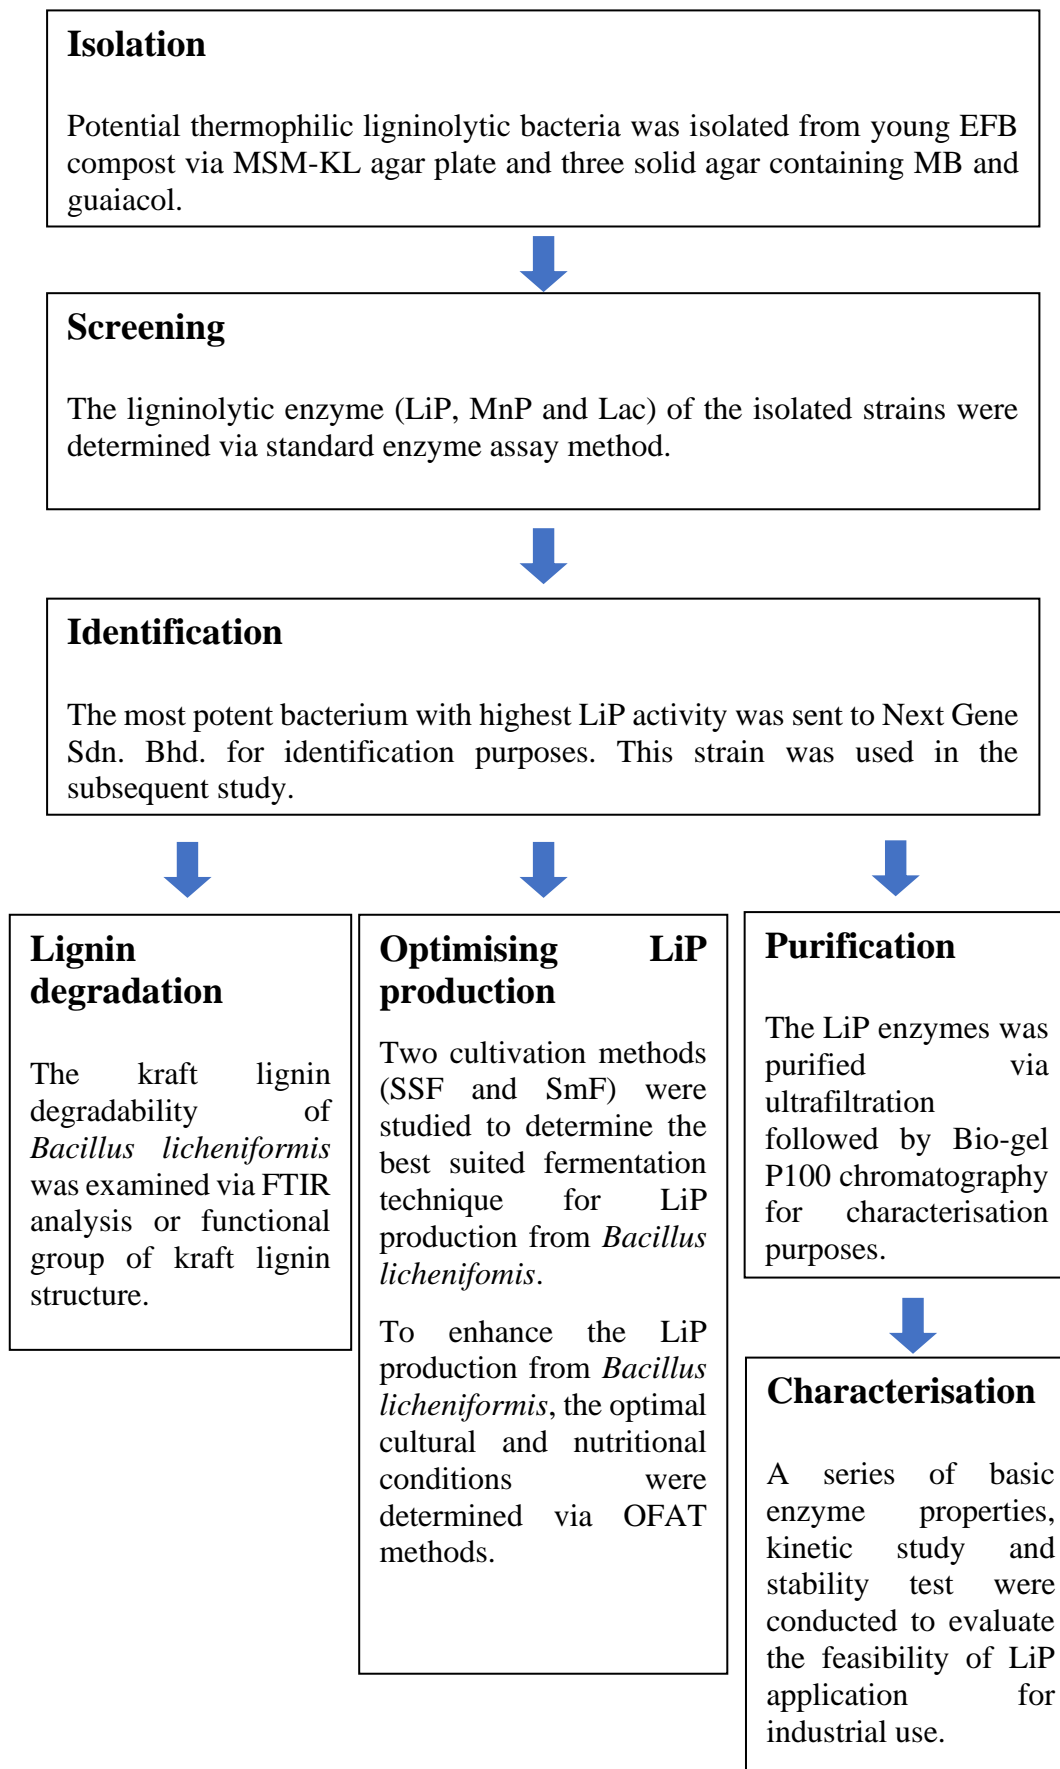 Isolation
Potential thermophilic ligninolytic bacteria was isolated from young EFB
compost via MSM-KL agar plate and three solid agar containing MB and
guaiacol.
Screening
The ligninolytic enzyme (LiP, MnP and Lac) of the isolated strains were
determined via standard enzyme assay method.
Identification
The most potent bacterium with highest LiP activity was sent to Next Gene
Sdn. Bhd. for identification purposes. This strain was used in the
subsequent study.
Lignin
degradation
The kraft lignin
degradability of
Bacillus licheniformis
was examined via FTIR
analysis or functional
group of kraft lignin
structure.
Optimising LiP
production
Two cultivation methods
(SSF and SmF) were
studied to determine the
best suited fermentation
technique for LiP
production from Bacillus
lichenifomis.
To enhance the LiP
production from Bacillus
licheniformis, the optimal
cultural and nutritional
conditions were
determined via OFAT
methods.
Purification
The LiP enzymes was
purified via
ultrafiltration
followed by Bio-gel
P100 chromatography
for characterisation
purposes.
Characterisation
A series of basic
enzyme properties,
kinetic study and
stability test were
conducted to evaluate
the feasibility of LiP
application for
industrial use.